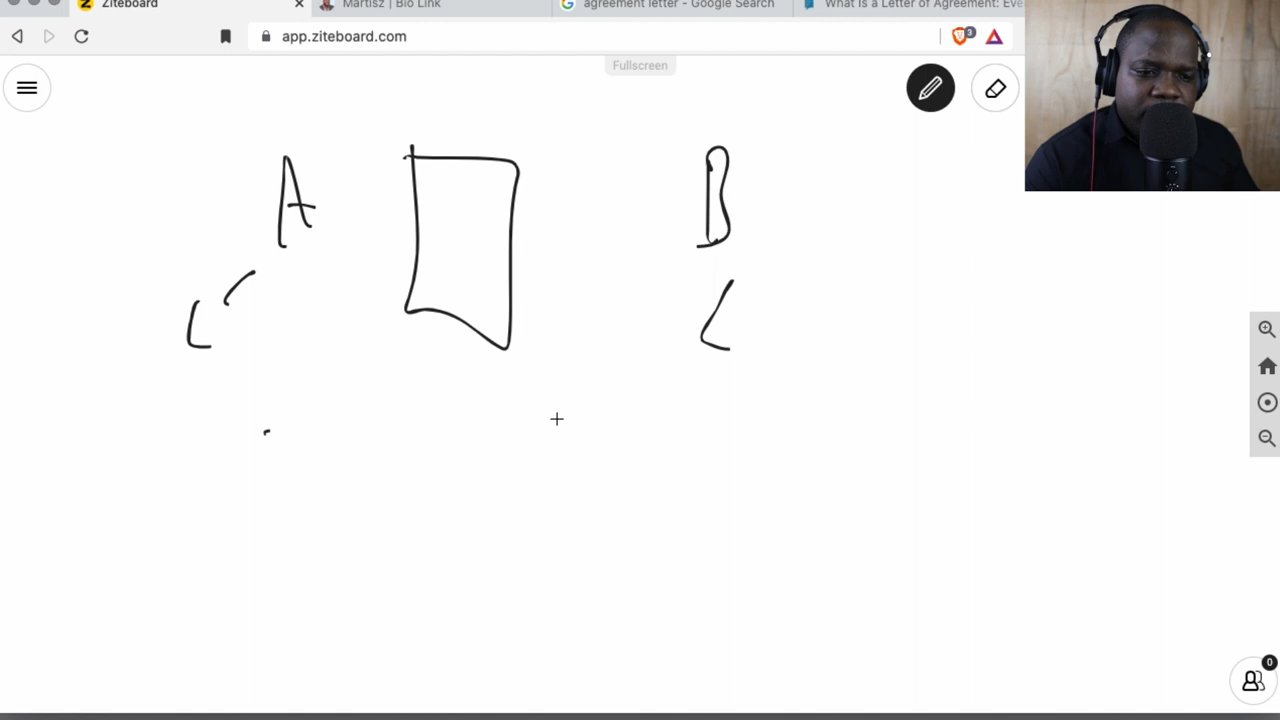 Ziteboard
Martisz | Bio Link
agreement letter - Google Search
What Is a Letter of Agreement: Eve
3
app.ziteboard.com
Fullscreen
A
B
L
0